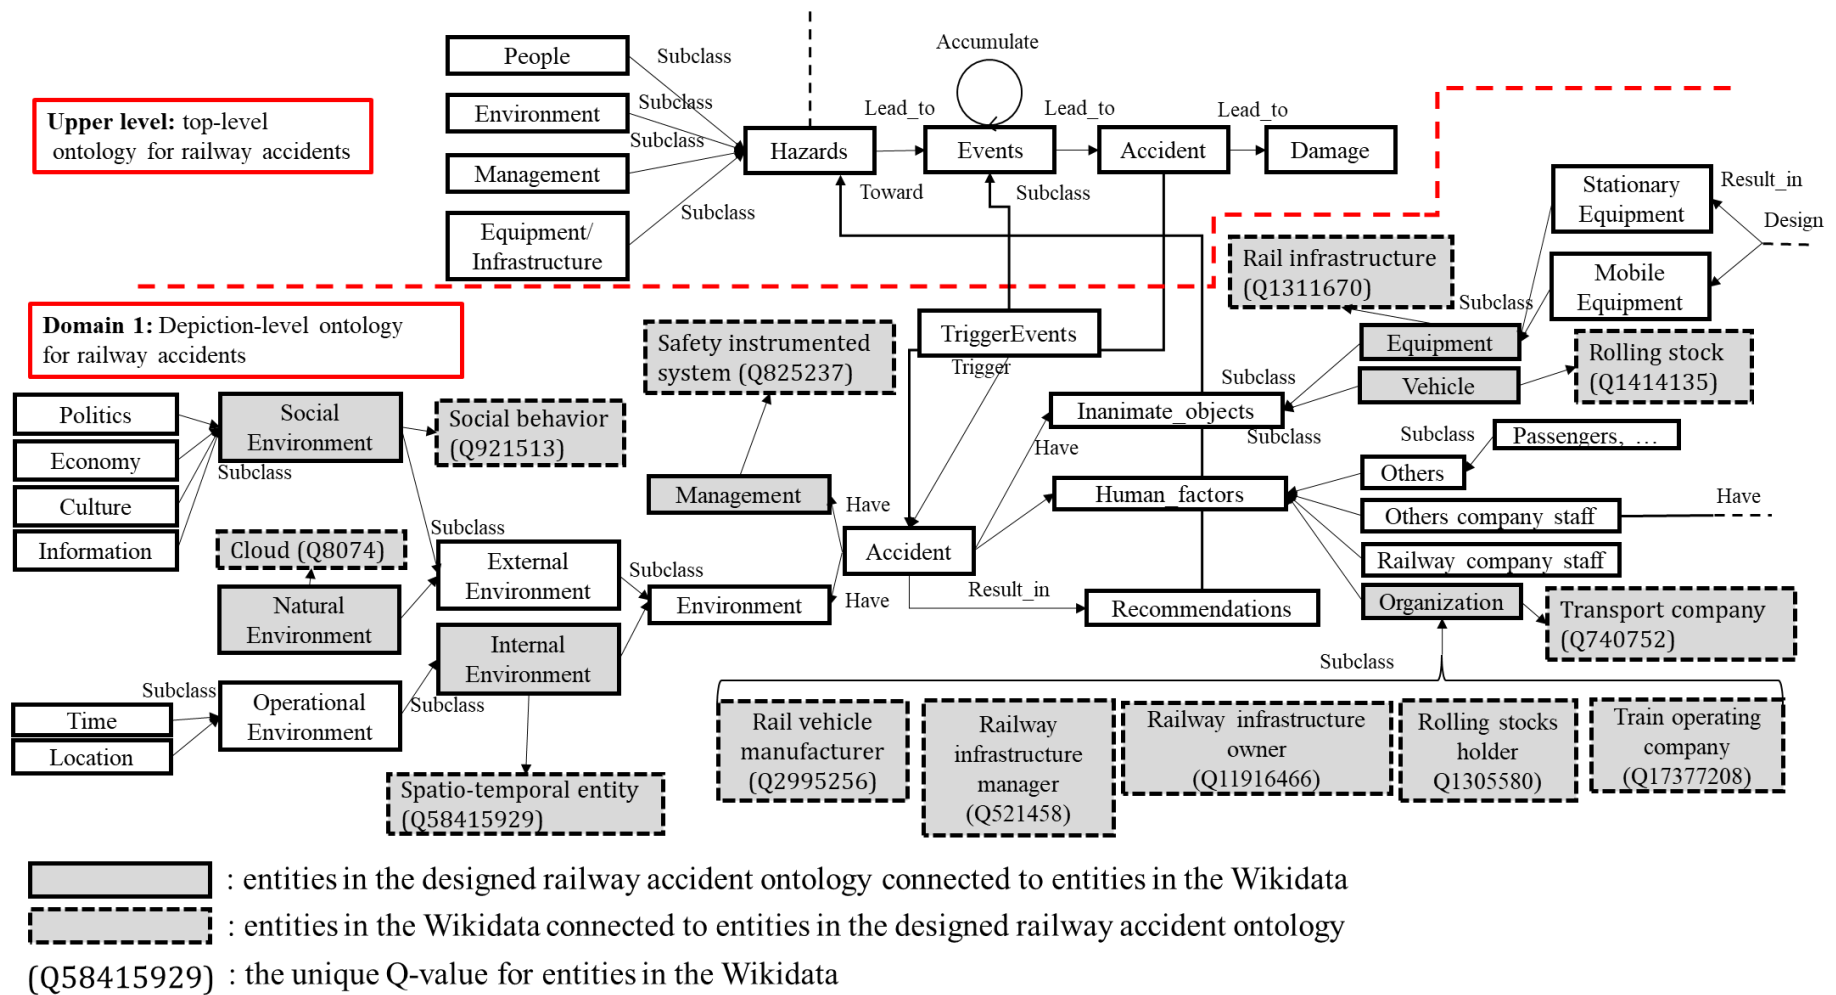 Accumulate
People
Subclass
Upper level: top-level
ontology for railway accidents
Environment
Subclass
Lead_to
Lead_to
Lead_to
Subclass
Hazards
Events
Accident
Damage
Management
Toward
Subclass
Stationary
Equipment
Result_in
Subclass
Design
Equipment/
Infrastructure
Rail infrastructure
(Q1311670)
Mobile
Equipment
Subclass
Domain 1: Depiction-level ontology
for railway accidents
TriggerEvents
Trigger
Safety instrumented
system (Q825237)
Equipment
Rolling stock
(Q1414135)
Vehicle
Subclass
Politics
Social
Environment
Social behavior
(Q921513)
Inanimate_objects
Subclass
Subclass
Passengers, ...
Economy
Subclass
Have
Others
Culture
Management
Have
Human_factors
Others company staff
Have
Information
Cloud (Q8074)
Subclass
External
Environment
Accident
Railway company staff
Subclass
Natural
Environment
Environment
Have
Result_in
Recommendations
Organization
Transport company
(Q740752)
Internal
Environment
Subclass
Subclass
Operational
Environment
Subclass
Time
Location
Rail vehicle
manufacturer
(Q2995256)
Railway
infrastructure
manager
(Q521458)
Railway infrastructure
owner
(Q11916466)
Rolling stocks
holder
Q1305580)
Train operating
company
(Q17377208)
Spatio-temporal entity
(Q58415929)
: entities in the designed railway accident ontology connected to entities in the Wikidata
: entities in the Wikidata connected to entities in the designed railway accident ontology
(Q58415929) : the unique Q-value for entities in the Wikidata